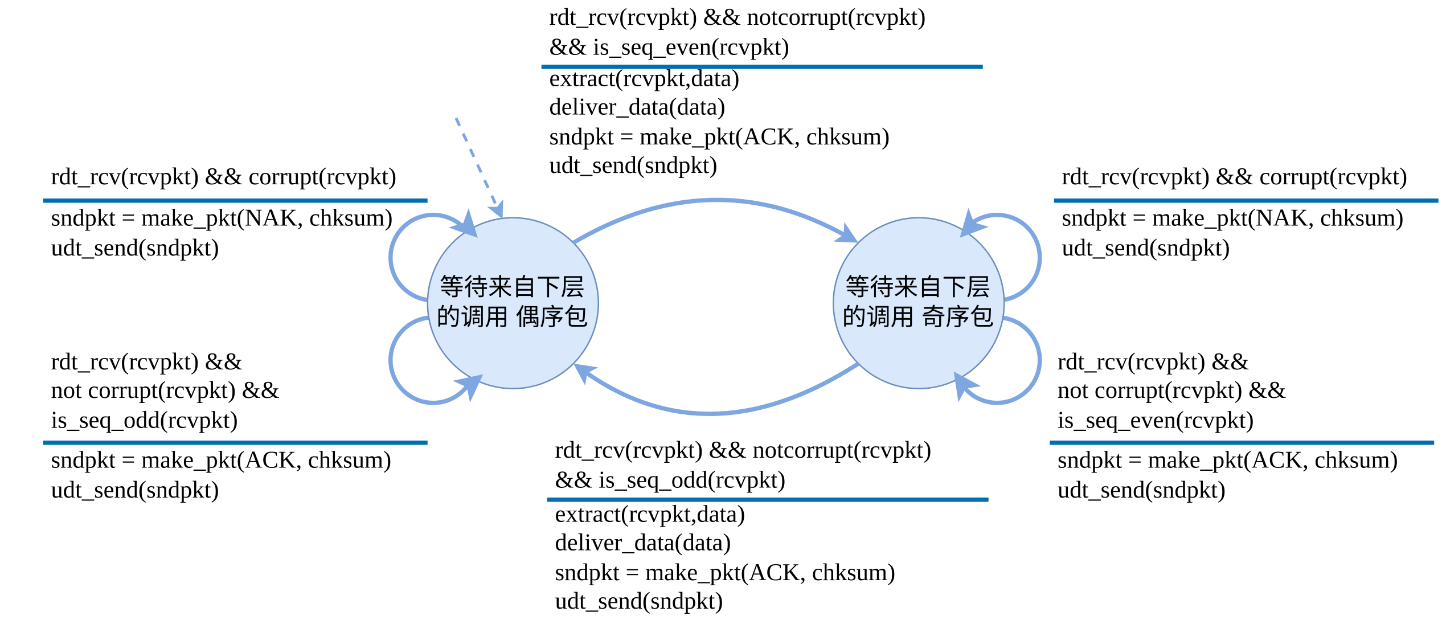 rdt_rcv(rcvpkt) && notcorrupt(rcvpkt)
&& is_seq_even(rcvpkt)
extract(rcvpkt,data)
deliver_data(data)
sndpkt = make_pkt(ACK, chksum)
udt_send(sndpkt)
rdt_rcv(rcvpkt) && corrupt(rcvpkt)
sndpkt = make_pkt(NAK, chksum)
udt_send(sndpkt)
rdt_rcv(rcvpkt) && corrupt(rcvpkt)
sndpkt = make_pkt(NAK, chksum)
udt_send(sndpkt)
等待来自下层
的调用 偶序包
等待来自下层
的调用 奇序包
rdt_rcv(rcvpkt) &&
not corrupt(rcvpkt) &&
is_seq_odd(rcvpkt)
sndpkt = make_pkt(ACK, chksum)
udt_send(sndpkt)
rdt_rcv(rcvpkt) &&
not corrupt(rcvpkt) &&
is_seq_even(rcvpkt)
sndpkt = make_pkt(ACK, chksum)
udt_send(sndpkt)
rdt_rcv(rcvpkt) && notcorrupt(rcvpkt)
&& is_seq_odd(rcvpkt)
extract(rcvpkt,data)
deliver_data(data)
sndpkt = make_pkt(ACK, chksum)
udt_send(sndpkt)